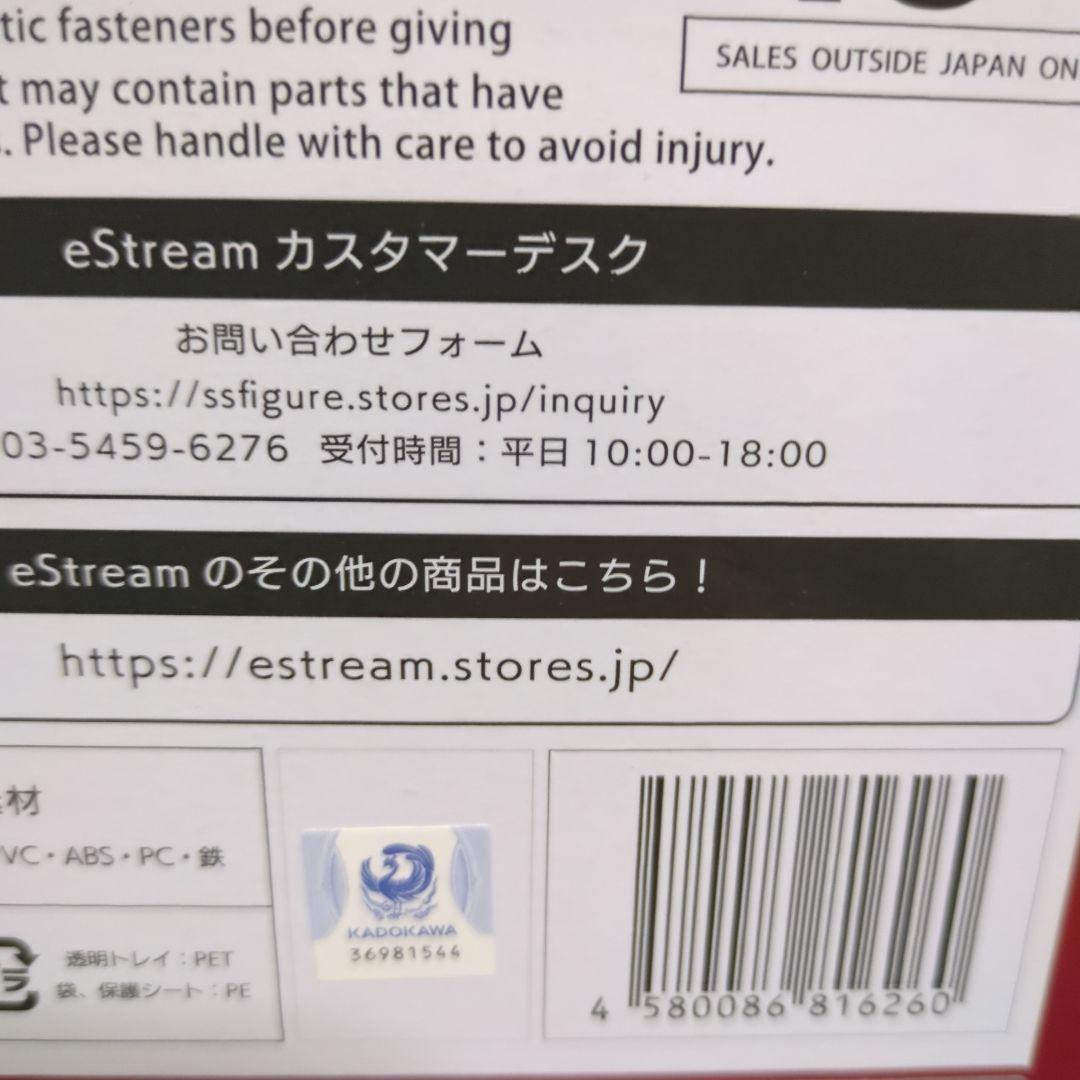 tic fasteners before giving
t may contain parts that have
. Please handle with care to avoid injury.
SALES OUTSIDE JAPAN ON
eStream カスタマーデスク
お問い合わせフォーム
https://ssfigure.stores.jp/inquiry
03-5459-6276 受付時間：平日10:00-18:00
eStream のその他の商品はこちら！
https://estream.stores.jp/
材
VC・ABS・PC・鉄
透明トレイ：PET
袋、保護シート：PE
KADOKAWA
36981544
4 580086 816260